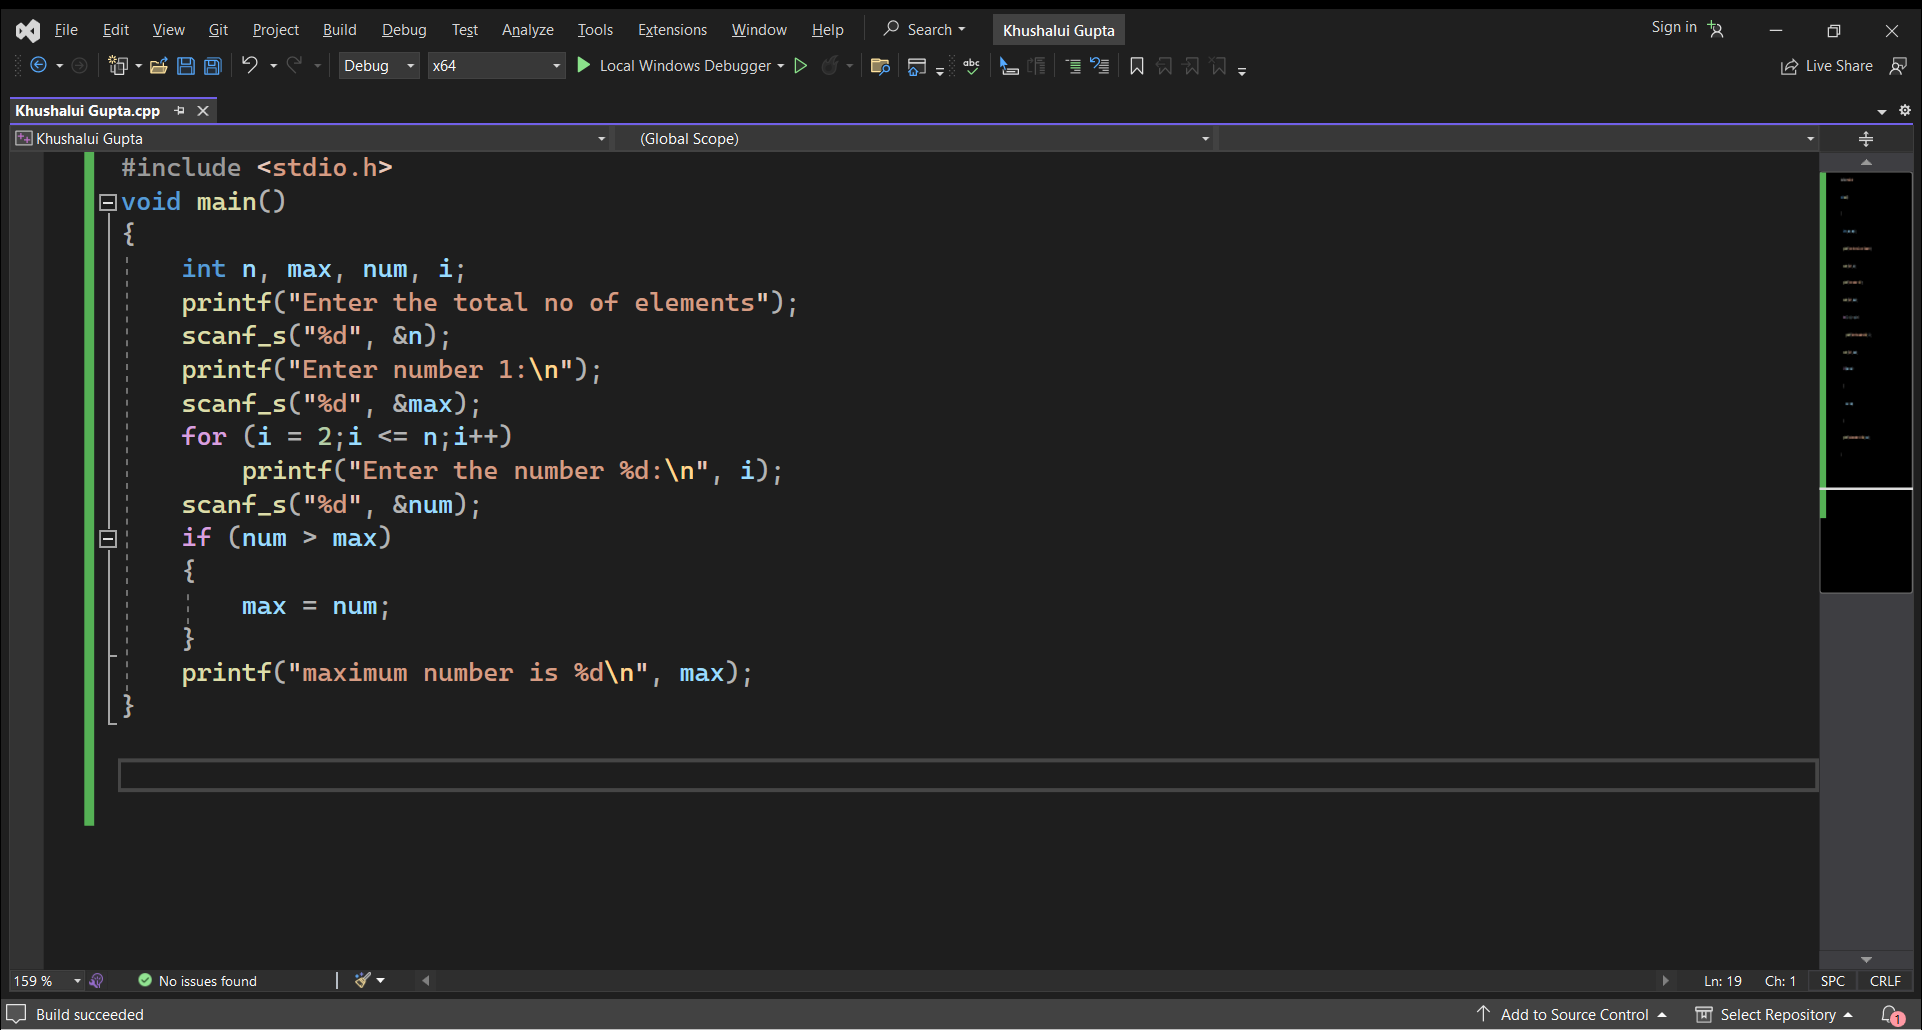 File Edit View Git Project Build Debug Test Analyze Tools Extensions Window Help Search Khushalui Gupta Sign in
Debug x64 Local Windows Debugger abc Live Share
Khushalui Gupta.cpp
Khushalui Gupta (Global Scope)
#include <stdio.h>
void main()
{
int n, max, num, i;
printf("Enter the total no of elements");
scanf_s("%d", &n);
printf("Enter number 1:\n");
scanf_s("%d", &max);
for (i = 2;i <= n;i++)
printf("Enter the number %d:\n", i);
scanf_s("%d", &num);
if (num > max)
{
max = num;
}
printf("maximum number is %d\n", max);
}
159 % No issues found Ln: 19 Ch: 1 SPC CRLF
Build succeeded Add to Source Control Select Repository 1